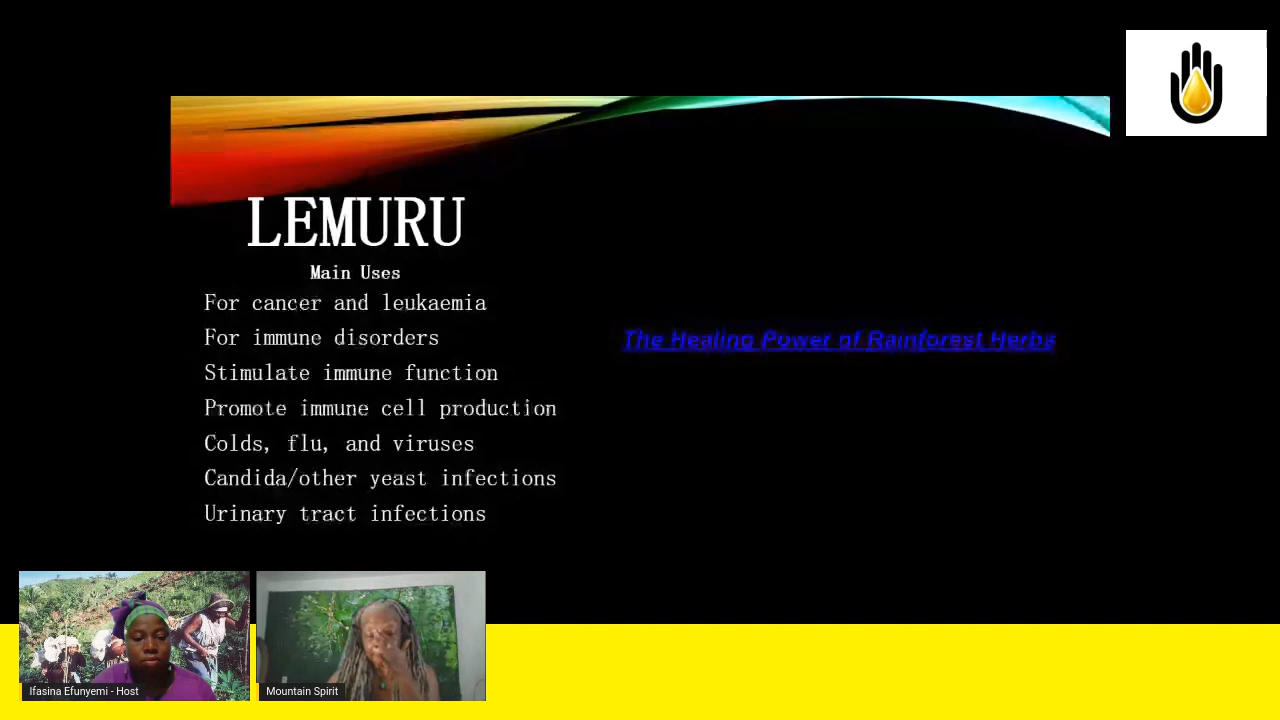 LEMURU
Main Uses
For cancer and leukaemia
For immune disorders
Stimulate immune function
Promote immune cell production
Colds, flu, and viruses
Candida/other yeast infections
Urinary tract infections
The Healing Power of Rainforest Herbs
Ifasina Efunyemi - Host
Mountain Spirit